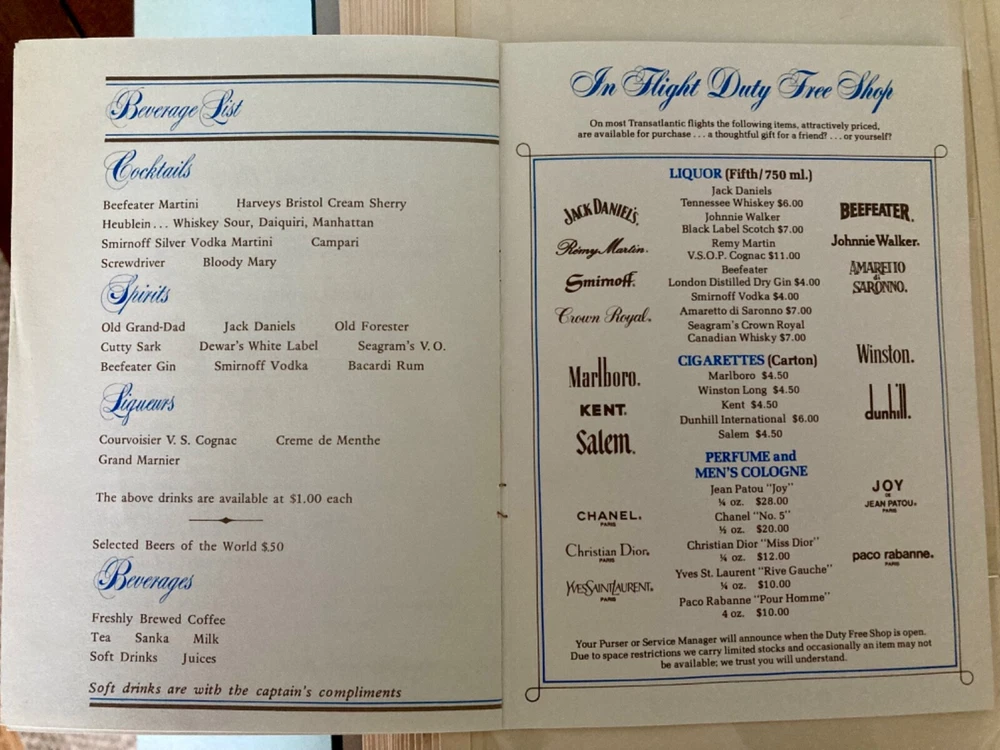 Beverage List
Cocktails
Beefeater Martini Harveys Bristol Cream Sherry
Heublein... Whiskey Sour, Daiquiri, Manhattan
Smirnoff Silver Vodka Martini Campari
Screwdriver Bloody Mary
Spirits
Old Grand-Dad Jack Daniels Old Forester
Cutty Sark Dewar's White Label Seagram's V.O.
Beefeater Gin Smirnoff Vodka Bacardi Rum
Liqueurs
Courvoisier V. S. Cognac Creme de Menthe
Grand Marnier
The above drinks are available at $1.00 each
Selected Beers of the World $.50
Beverages
Freshly Brewed Coffee
Tea Sanka Milk
Soft Drinks Juices
Soft drinks are with the captain's compliments
In Flight Duty Free Shop
On most Transatlantic flights the following items, attractively priced,
are available for purchase... a thoughtful gift for a friend? ...or yourself?
LIQUOR (Fifth/750 ml.)
Jack Daniels
Tennessee Whiskey $6.00
Johnnie Walker
Black Label Scotch $7.00
Remy Martin
V.S.O.P. Cognac $11.00
Beefeater
London Distilled Dry Gin $4.00
Smirnoff Vodka $4.00
Amaretto di Saronno $7.00
Seagram's Crown Royal
Canadian Whisky $7.00
CIGARETTES (Carton)
Marlboro $4.50
Winston Long $4.50
Kent $4.50
Dunhill International $6.00
Salem $4.50
PERFUME and
MEN'S COLOGNE
Jean Patou "Joy"
¼ oz. $28.00
Chanel "No. 5"
½ oz. $20.00
Christian Dior "Miss Dior"
¼ oz. $12.00
Yves St. Laurent "Rive Gauche"
¼ oz. $10.00
Paco Rabanne "Pour Homme"
4 oz. $10.00
JACK DANIEL'S.
Rémy Martin.
Smirnoff.
Crown Royal.
Marlboro.
KENT.
Salem.
CHANEL.
PARIS
Christian Dior.
PARIS
YVESSAINTLAURENT.
PARIS
BEEFEATER.
Johnnie Walker.
AMARETTO
di
SARONNO.
Winston.
dunhill.
JOY
DE
JEAN PATOU.
PARIS
paco rabanne.
PARIS
Your Purser or Service Manager will announce when the Duty Free Shop is open.
Due to space restrictions we carry limited stocks and occasionally an item may not
be available; we trust you will understand.